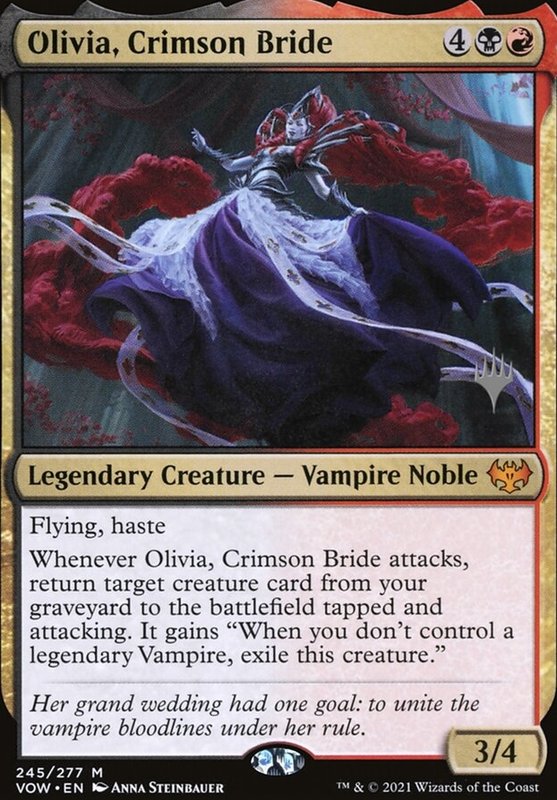 Olivia, Crimson Bride 4
Legendary Creature — Vampire Noble
Flying, haste
Whenever Olivia, Crimson Bride attacks,
return target creature card from your
graveyard to the battlefield tapped and
attacking. It gains “When you don’t control a
legendary Vampire, exile this creature.”
Her grand wedding had one goal: to unite the
vampire bloodlines under her rule.
3/4
245/277 M
VOW • EN Anna Steinbauer ™ & © 2021 Wizards of the Coast